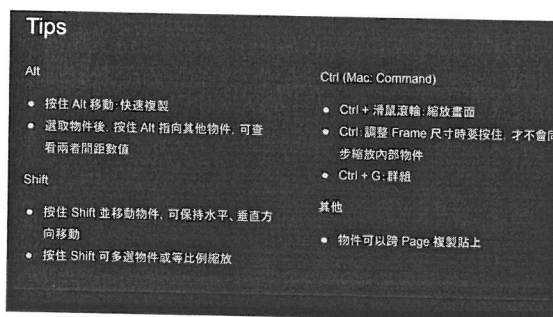 Tips
Alt
● 按住 Alt 移動:快速複製
● 選取物件後, 按住 Alt 指向其他物件, 可查
看兩者間距數值
Shift
● 按住 Shift 並移動物件, 可保持水平、垂直方
向移動
● 按住 Shift 可多選物件或等比例縮放
Ctrl (Mac: Command)
● Ctrl + 滑鼠滾輪:縮放畫面
● Ctrl:調整 Frame 尺寸時要按住, 才不會同
步縮放內部物件
● Ctrl + G:群組
其他
● 物件可以跨 Page 複製貼上